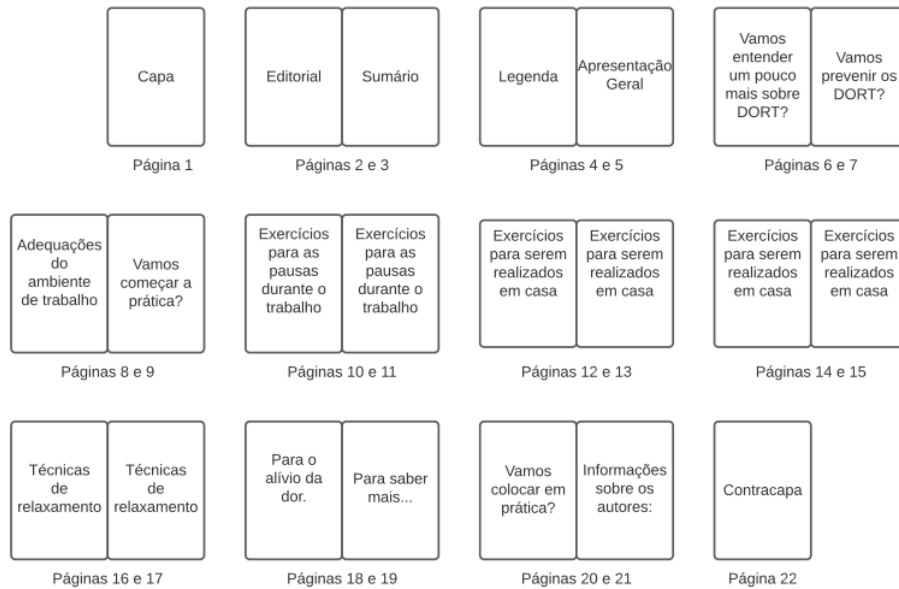 Capa
Editorial
Sumário
Legenda
Apresentação
Geral
Vamos
entender
um pouco
mais sobre
DORT?
Vamos
prevenir os
DORT?
Página 1
Páginas 2 e 3
Páginas 4 e 5
Páginas 6 e 7
Adequações
do
ambiente
de trabalho
Vamos
começar a
prática?
Exercícios
para as
pausas
durante o
trabalho
Exercícios
para as
pausas
durante o
trabalho
Exercícios
para serem
realizados
em casa
Exercícios
para serem
realizados
em casa
Exercícios
para serem
realizados
em casa
Exercícios
para serem
realizados
em casa
Páginas 8 e 9
Páginas 10 e 11
Páginas 12 e 13
Páginas 14 e 15
Técnicas
de
relaxamento
Técnicas
de
relaxamento
Para o
alívio da
dor.
Para saber
mais...
Vamos
colocar em
prática?
Informações
sobre os
autores:
Contracapa
Páginas 16 e 17
Páginas 18 e 19
Páginas 20 e 21
Página 22